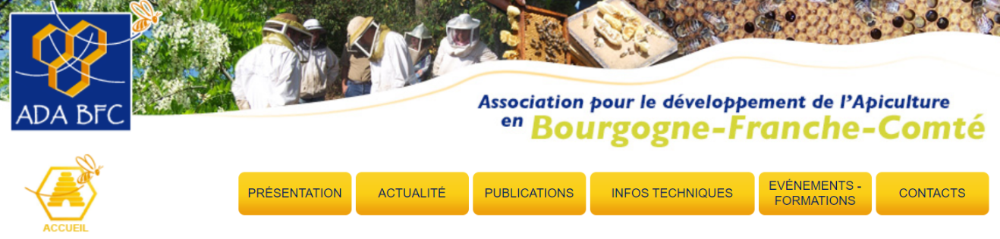 ADA BFC
Association pour le développement de l'Apiculture
en Bourgogne-Franche-Comté
ACCUEIL
PRÉSENTATION
ACTUALITÉ
PUBLICATIONS
INFOS TECHNIQUES
EVÉNEMENTS -
FORMATIONS
CONTACTS